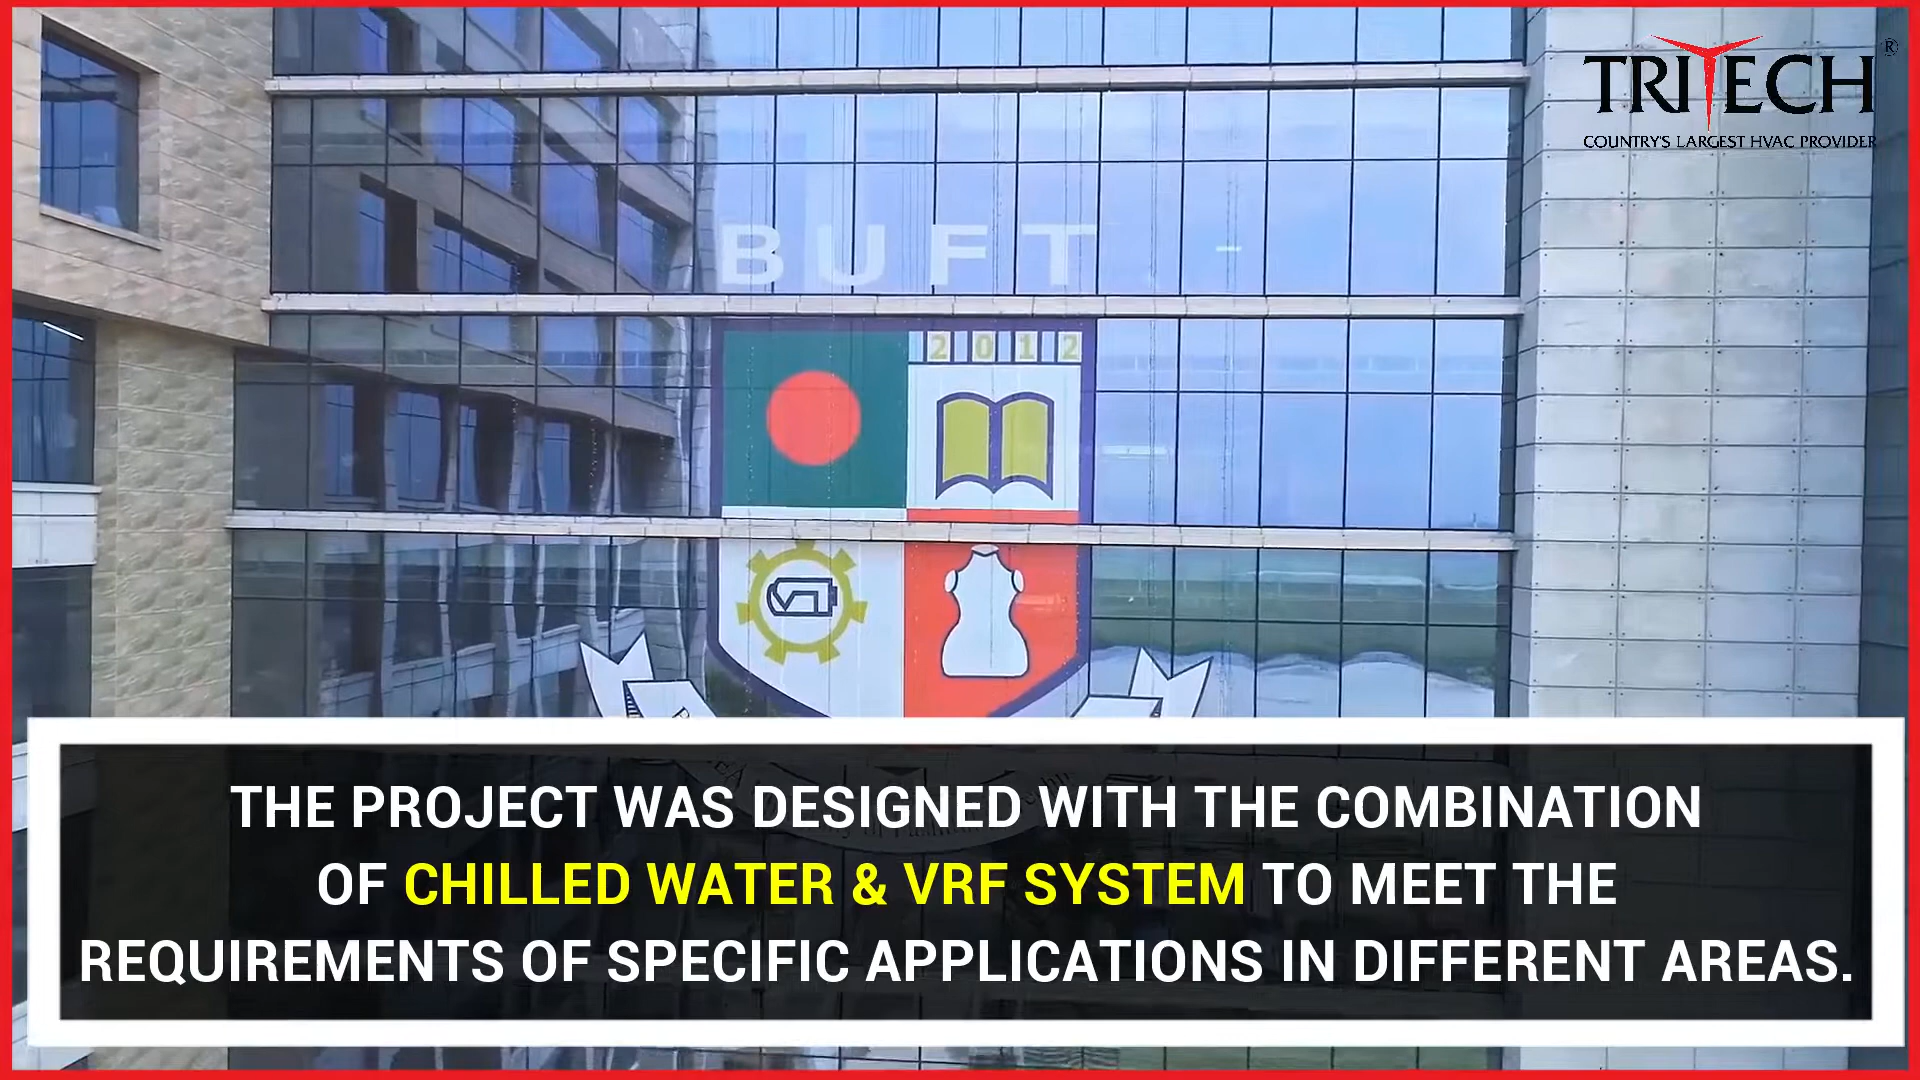 TRITECH®
COUNTRY'S LARGEST HVAC PROVIDER
BUFT
2012
THE PROJECT WAS DESIGNED WITH THE COMBINATION
OF CHILLED WATER & VRF SYSTEM TO MEET THE
REQUIREMENTS OF SPECIFIC APPLICATIONS IN DIFFERENT AREAS.